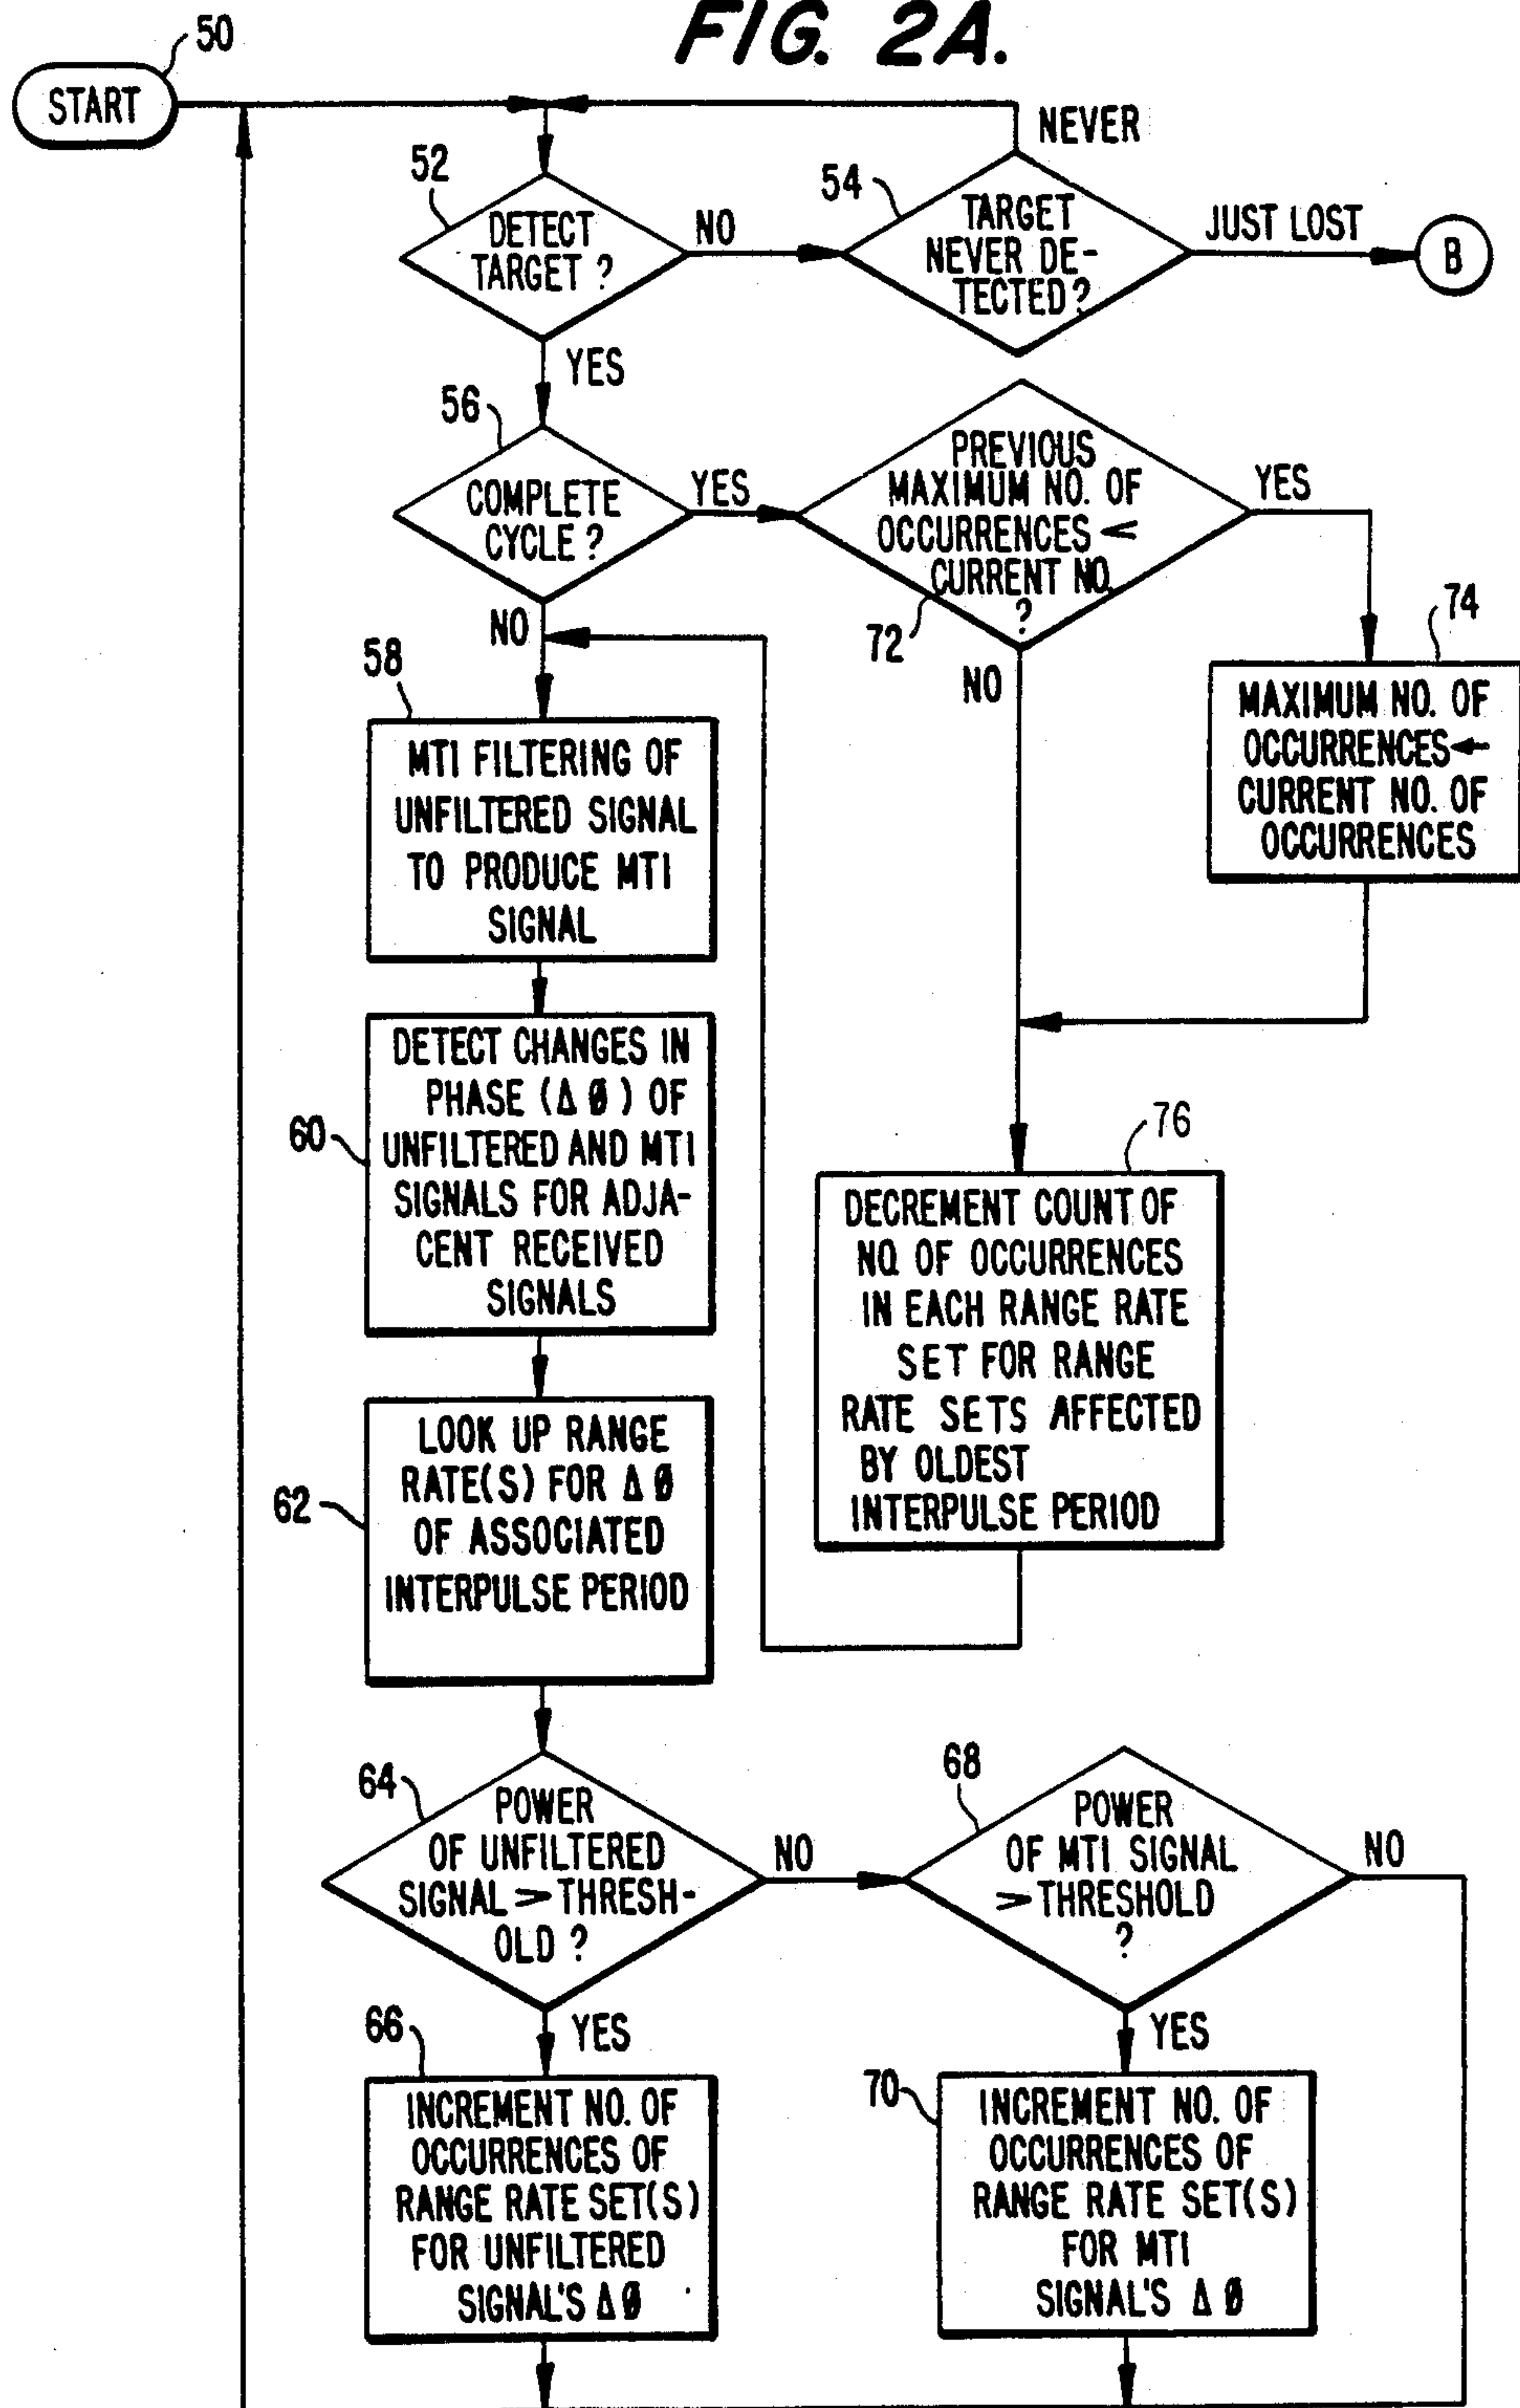 FIG. 2A.
50
START
NEVER
52
DETECT
TARGET ?
NO
54
TARGET
NEVER DE-
TECTED?
JUST LOST
B
YES
56
COMPLETE
CYCLE ?
YES
PREVIOUS
MAXIMUM NO. OF
OCCURRENCES <
CURRENT NO.
?
72
YES
NO
NO
74
MAXIMUM NO. OF
OCCURRENCES←
CURRENT NO. OF
OCCURRENCES
58
MTI FILTERING OF
UNFILTERED SIGNAL
TO PRODUCE MTI
SIGNAL
60
DETECT CHANGES IN
PHASE (Δ Ø) OF
UNFILTERED AND MTI
SIGNALS FOR ADJA-
CENT RECEIVED
SIGNALS
76
DECREMENT COUNT OF
NO. OF OCCURRENCES
IN EACH RANGE RATE
SET FOR RANGE
RATE SETS AFFECTED
BY OLDEST
INTERPULSE PERIOD
62
LOOK UP RANGE
RATE(S) FOR Δ Ø
OF ASSOCIATED
INTERPULSE PERIOD
64
POWER
OF UNFILTERED
SIGNAL > THRESH-
OLD ?
NO
68
POWER
OF MTI SIGNAL
> THRESHOLD
?
NO
YES
YES
66
INCREMENT NO. OF
OCCURRENCES OF
RANGE RATE SET(S)
FOR UNFILTERED
SIGNAL'S Δ Ø
70
INCREMENT NO. OF
OCCURRENCES OF
RANGE RATE SET(S)
FOR MTI
SIGNAL'S Δ Ø